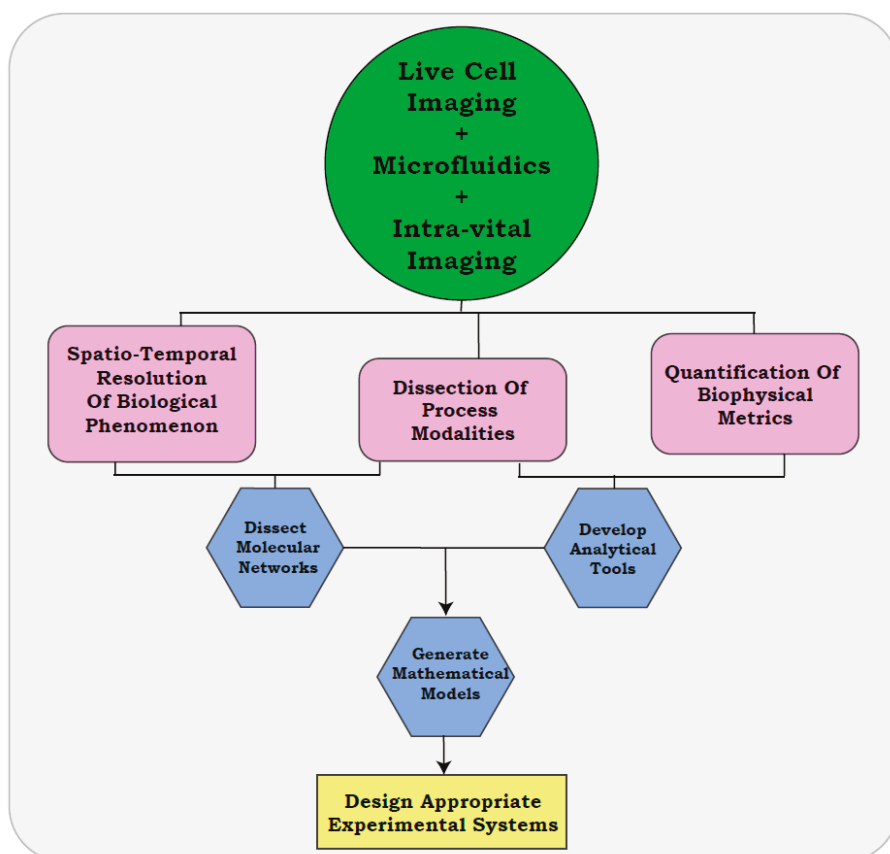 Live Cell
Imaging
+
Microfluidics
+
Intra-vital
Imaging
Spatio-Temporal
Resolution
Of Biological
Phenomenon
Dissection Of
Process
Modalities
Quantification Of
Biophysical
Metrics
Dissect
Molecular
Networks
Develop
Analytical
Tools
Generate
Mathematical
Models
Design Appropriate
Experimental Systems